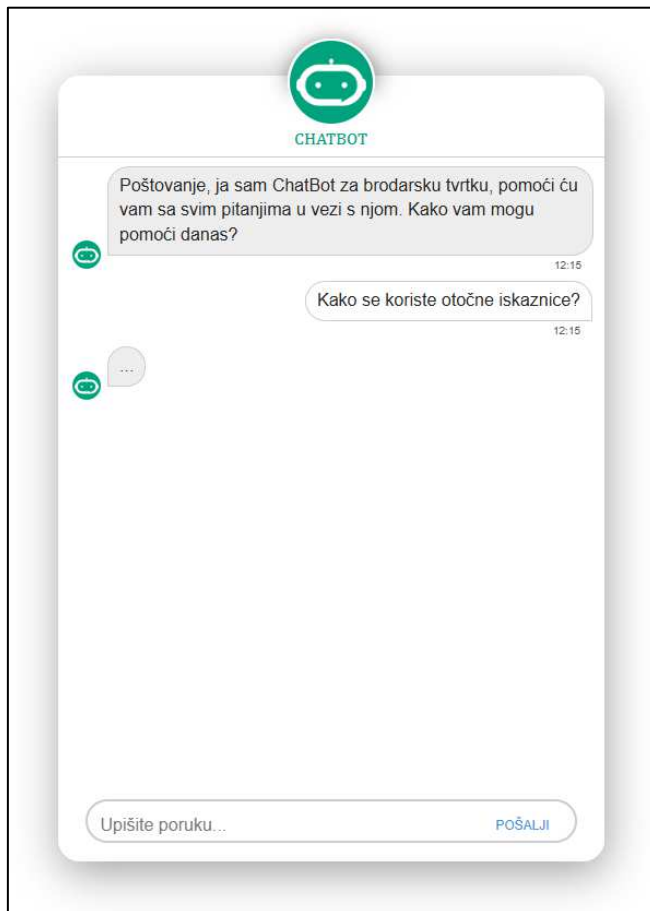 CHATBOT
Poštovanje, ja sam ChatBot za brodarsku tvrtku, pomoći ću
vam sa svim pitanjima u vezi s njom. Kako vam mogu
pomoći danas?
12:15
Kako se koriste otočne iskaznice?
12:15
...
Upišite poruku...
POŠALJI